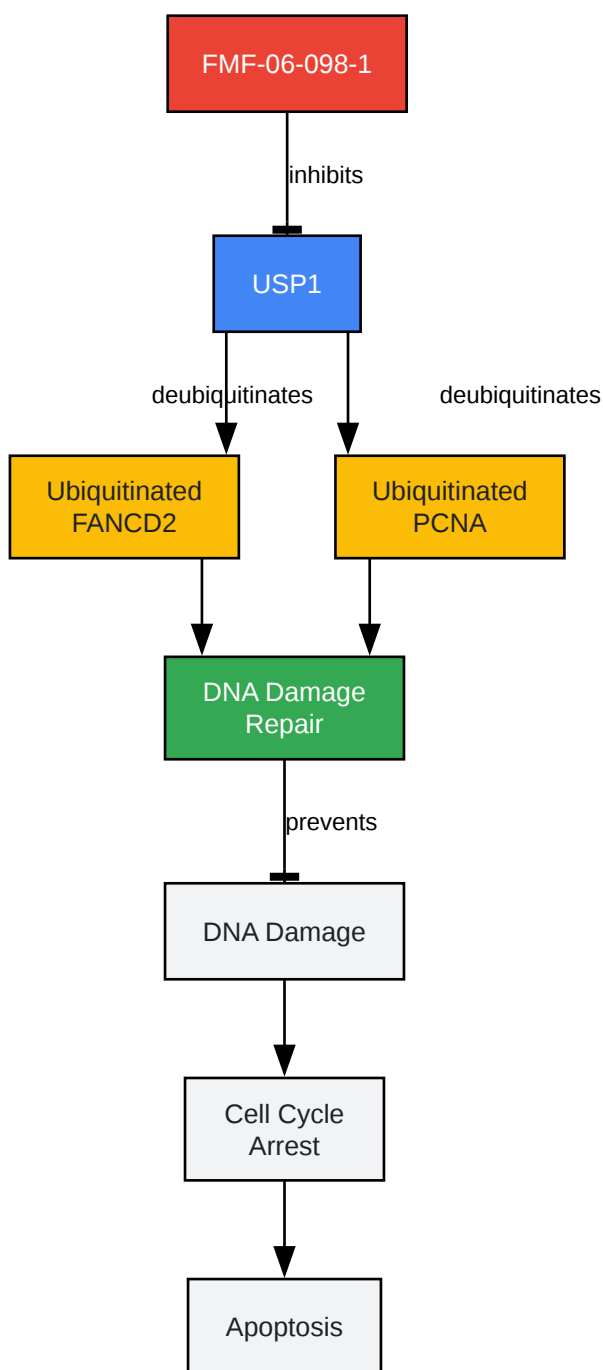 FMF-06-098-1
inhibits
USP1
deubiquitinates
deubiquitinates
Ubiquitinated
FANCD2
Ubiquitinated
PCNA
DNA Damage
Repair
prevents
DNA Damage
Cell Cycle
Arrest
Apoptosis